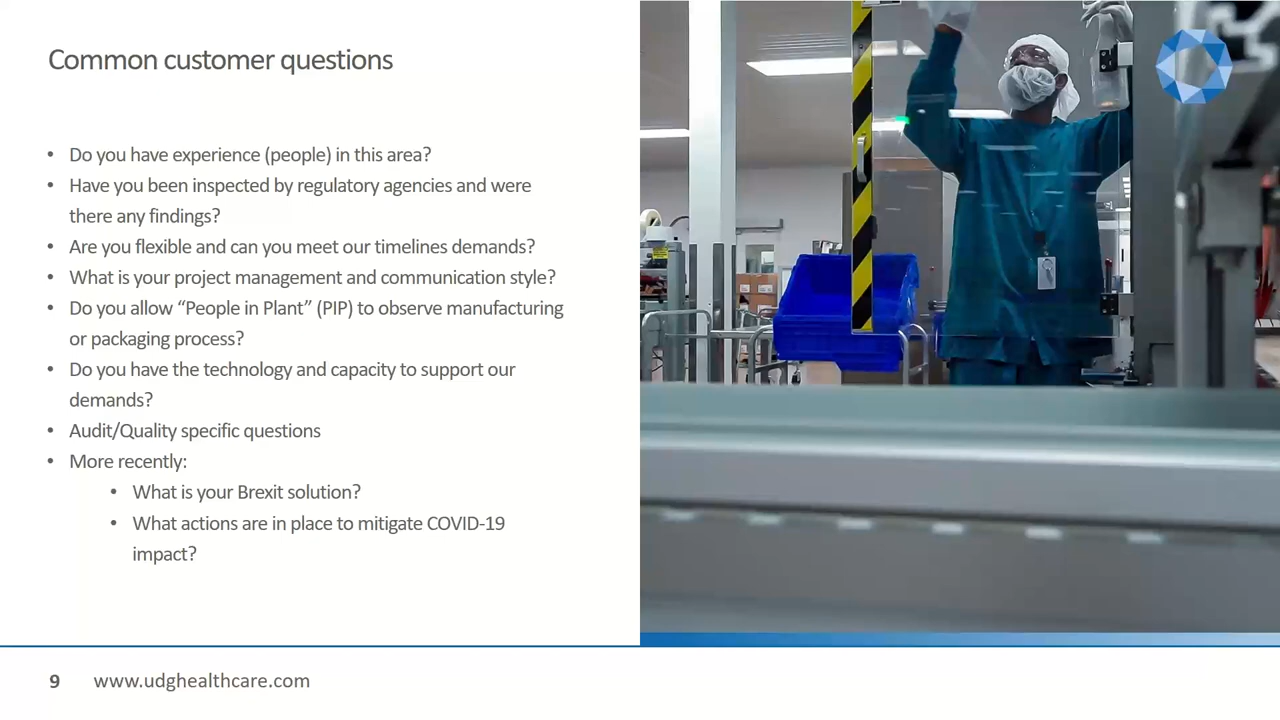 Common customer questions
• Do you have experience (people) in this area?
• Have you been inspected by regulatory agencies and were
there any findings?
• Are you flexible and can you meet our timelines demands?
• What is your project management and communication style?
• Do you allow “People in Plant” (PIP) to observe manufacturing
or packaging process?
• Do you have the technology and capacity to support our
demands?
• Audit/Quality specific questions
• More recently:
• What is your Brexit solution?
• What actions are in place to mitigate COVID-19
impact?
9 www.udghealthcare.com